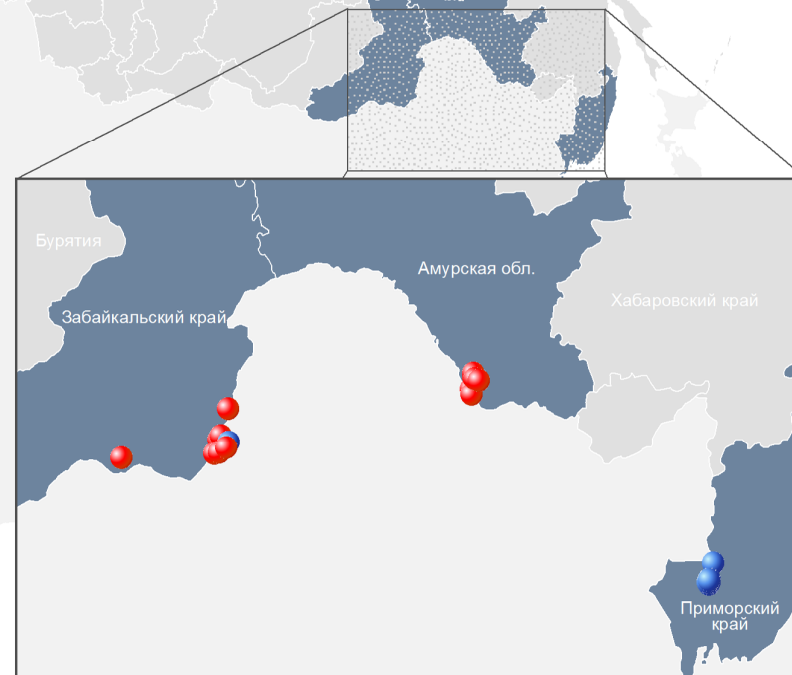 Бурятия
Амурская обл.
Хабаровский край
Забайкальский край
Приморский
край